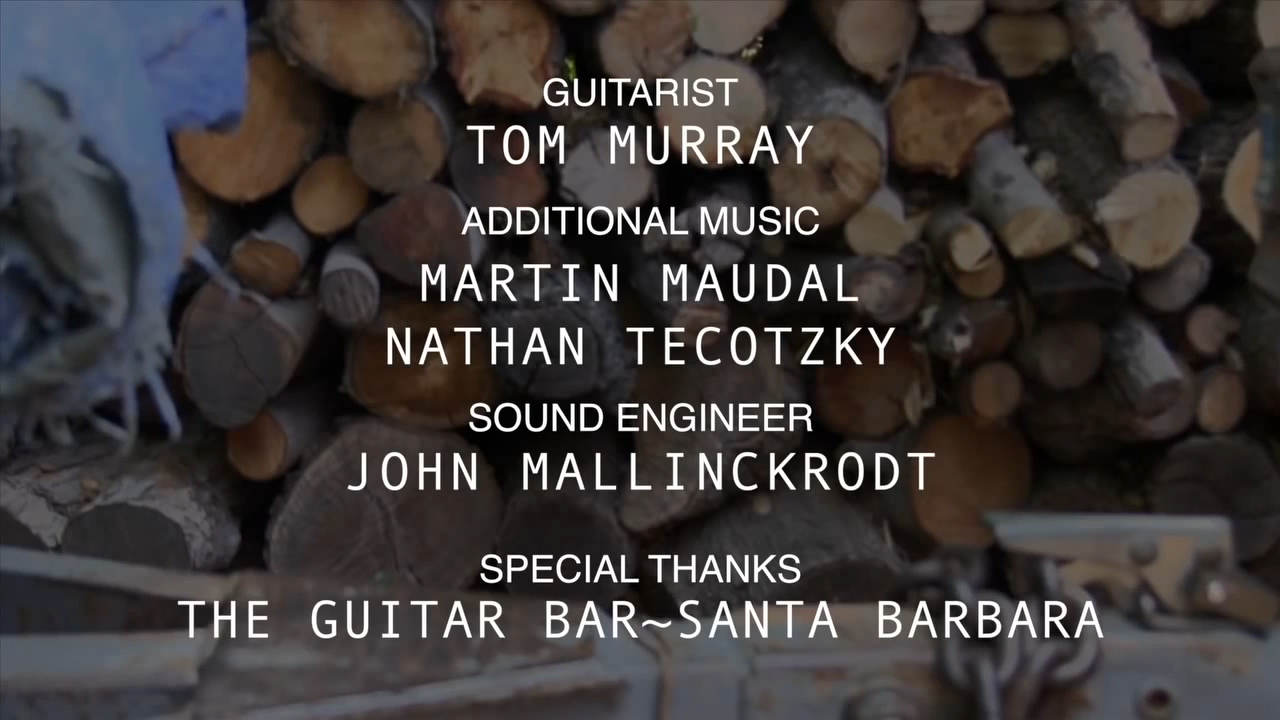 GUITARIST
TOM MURRAY
ADDITIONAL MUSIC
MARTIN MAUDAL
NATHAN TECOTZKY
SOUND ENGINEER
JOHN MALLINCKRODT
SPECIAL THANKS
THE GUITAR BAR~SANTA BARBARA